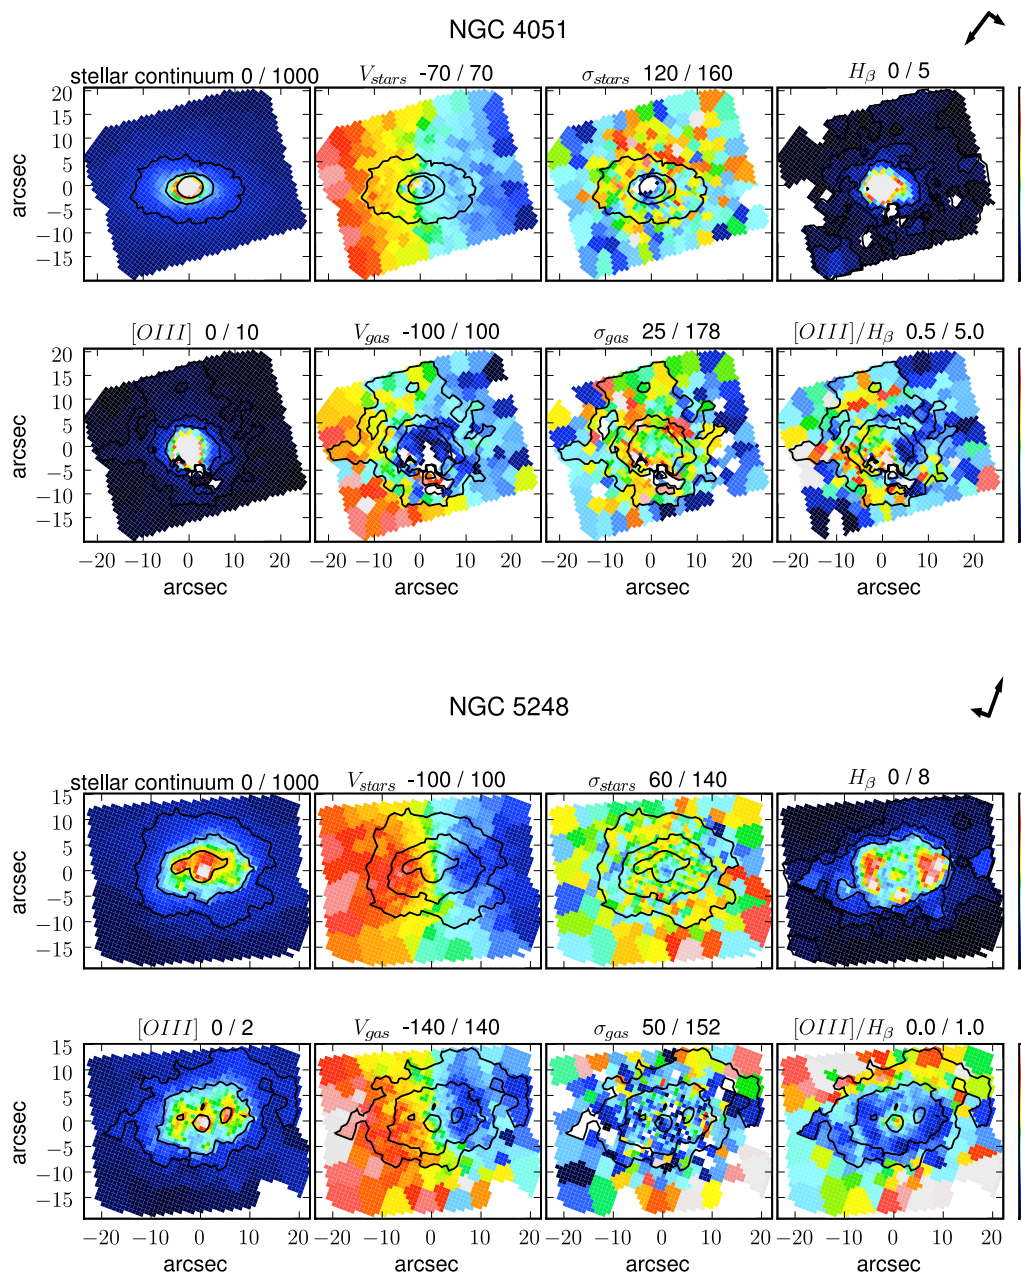 NGC 4051
stellar continuum 0 / 1000 V_stars -70 / 70 σ_stars 120 / 160 H_β 0 / 5
arcsec
20
15
10
5
0
−5
−10
−15
[OIII] 0 / 10 V_gas -100 / 100 σ_gas 25 / 178 [OIII]/H_β 0.5 / 5.0
arcsec
20
15
10
5
0
−5
−10
−15
−20 −10 0 10 20 −20 −10 0 10 20 −20 −10 0 10 20 −20 −10 0 10 20
arcsec arcsec arcsec arcsec
NGC 5248
stellar continuum 0 / 1000 V_stars -100 / 100 σ_stars 60 / 140 H_β 0 / 8
arcsec
15
10
5
0
−5
−10
−15
[OIII] 0 / 2 V_gas -140 / 140 σ_gas 50 / 152 [OIII]/H_β 0.0 / 1.0
arcsec
15
10
5
0
−5
−10
−15
−20 −10 0 10 20 −20 −10 0 10 20 −20 −10 0 10 20 −20 −10 0 10 20
arcsec arcsec arcsec arcsec